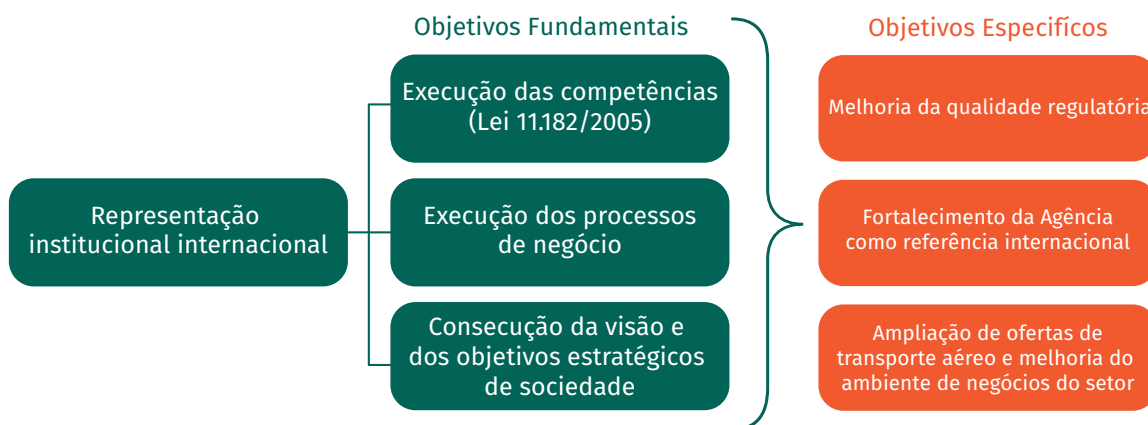 Objetivos Fundamentais
Objetivos Especifícos
Representação
institucional internacional
Execução das competências
(Lei 11.182/2005)
Execução dos processos
de negócio
Consecução da visão e
dos objetivos estratégicos
de sociedade
Melhoria da qualidade regulatória
Fortalecimento da Agência
como referência internacional
Ampliação de ofertas de
transporte aéreo e melhoria do
ambiente de negócios do setor